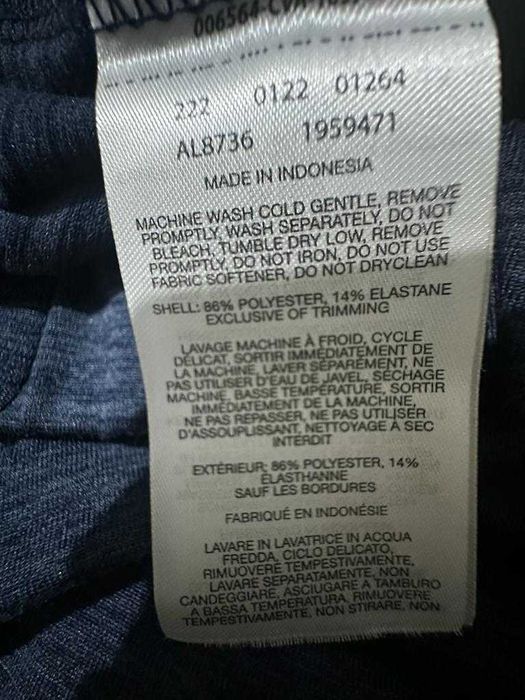 222 0122 01264
AL8736 1959471
MADE IN INDONESIA
MACHINE WASH COLD GENTLE, REMOVE
PROMPTLY, WASH SEPARATELY, DO NOT
BLEACH, TUMBLE DRY LOW, REMOVE
PROMPTLY, DO NOT IRON, DO NOT USE
FABRIC SOFTENER, DO NOT DRYCLEAN
SHELL: 86% POLYESTER, 14% ELASTANE
EXCLUSIVE OF TRIMMING
LAVAGE MACHINE À FROID, CYCLE
DÉLICAT, SORTIR IMMÉDIATEMENT DE
LA MACHINE, LAVER SÉPARÉMENT, NE
PAS UTILISER D'EAU DE JAVEL, SÉCHAGE
MACHINE, BASSE TEMPÉRATURE, SORTIR
IMMÉDIATEMENT DE LA MACHINE,
NE PAS REPASSER, NE PAS UTILISER
D'ASSOUPLISSANT, NETTOYAGE À SEC
INTERDIT
EXTÉRIEUR: 86% POLYESTER, 14%
ÉLASTHANNE
SAUF LES BORDURES
FABRIQUÉ EN INDONÉSIE
LAVARE IN LAVATRICE IN ACQUA
FREDDA, CICLO DELICATO,
RIMUOVERE TEMPESTIVAMENTE,
LAVARE SEPARATAMENTE, NON
CANDEGGIARE, ASCIUGARE A TAMBURO
A BASSA TEMPERATURA, RIMUOVERE
TEMPESTIVAMENTE, NON STIRARE, NON